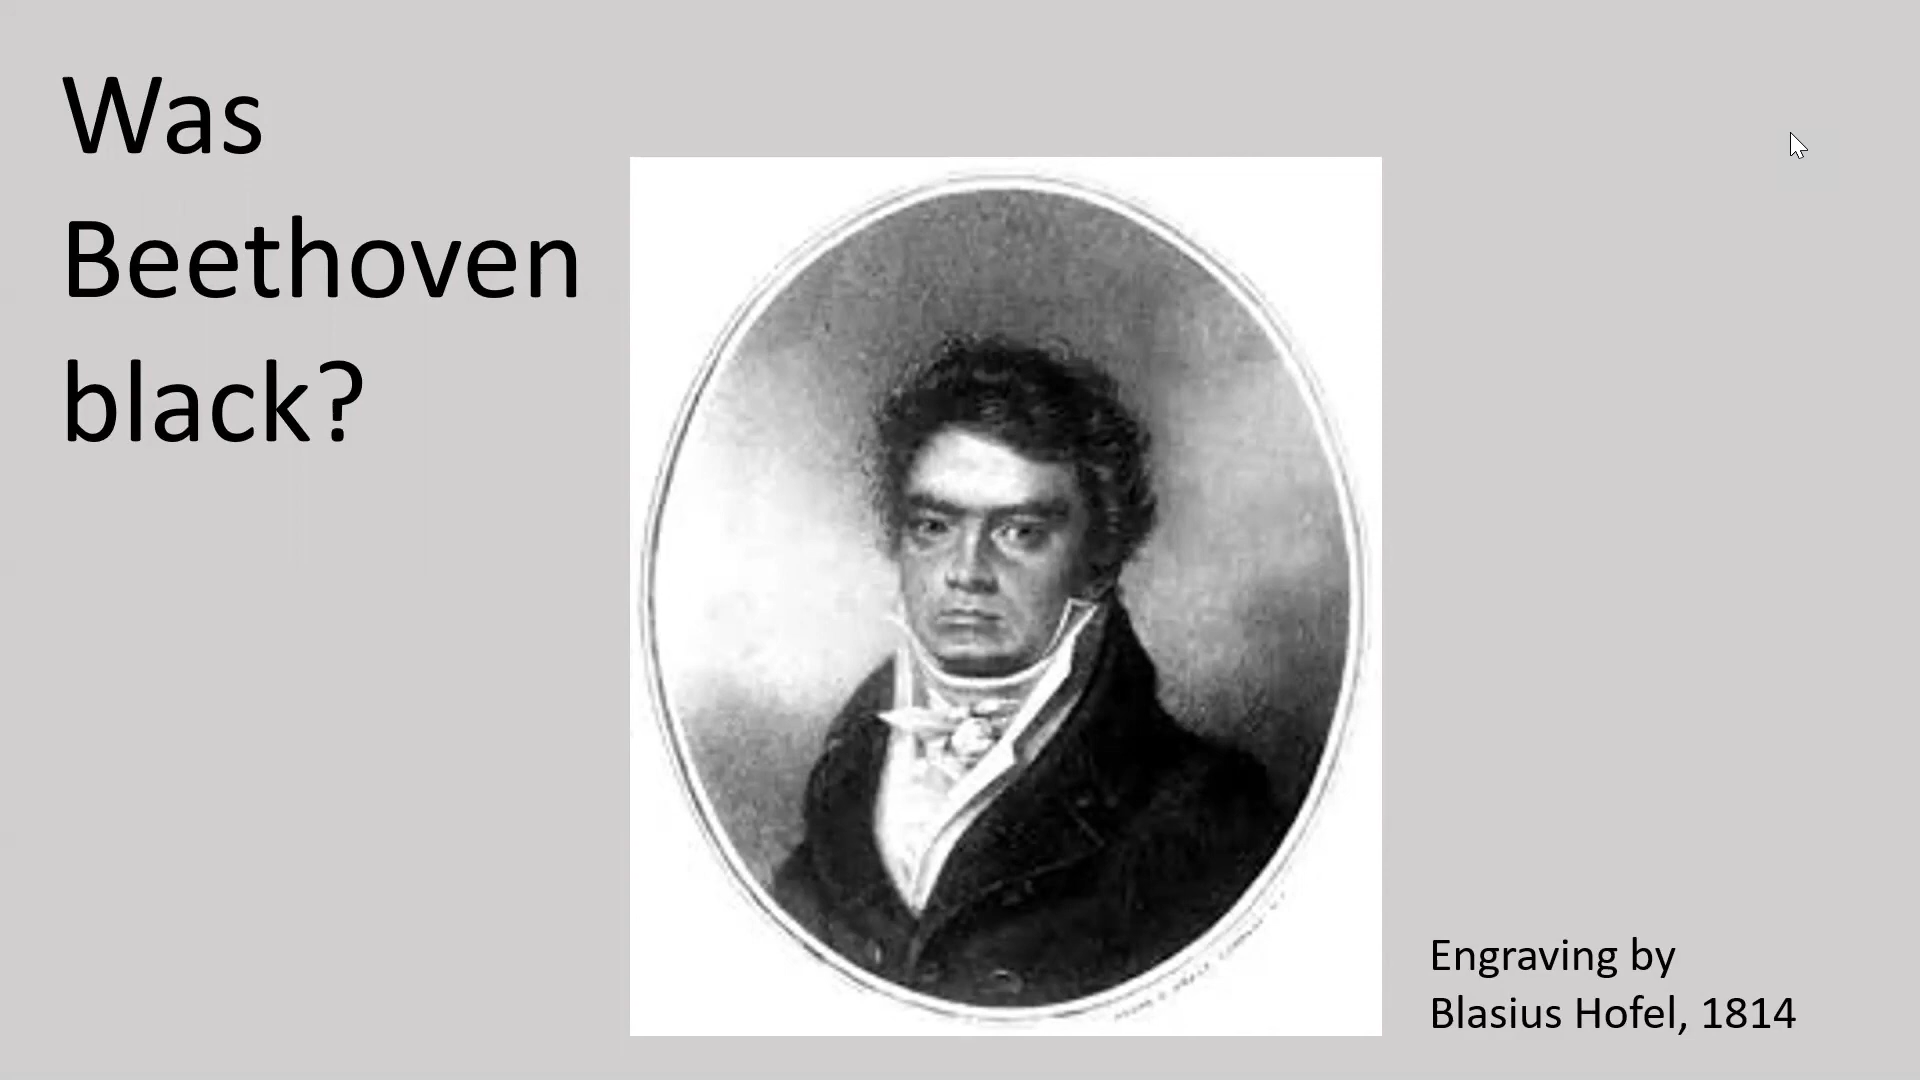 Was
Beethoven
black?
Engraving by
Blasius Hofel, 1814